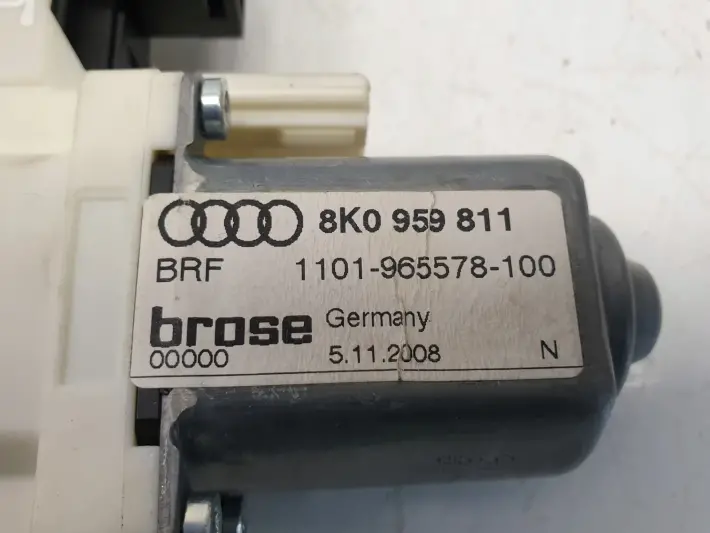 8K0 959 811
BRF 1101-965578-100
brose Germany
00000 5.11.2008 N